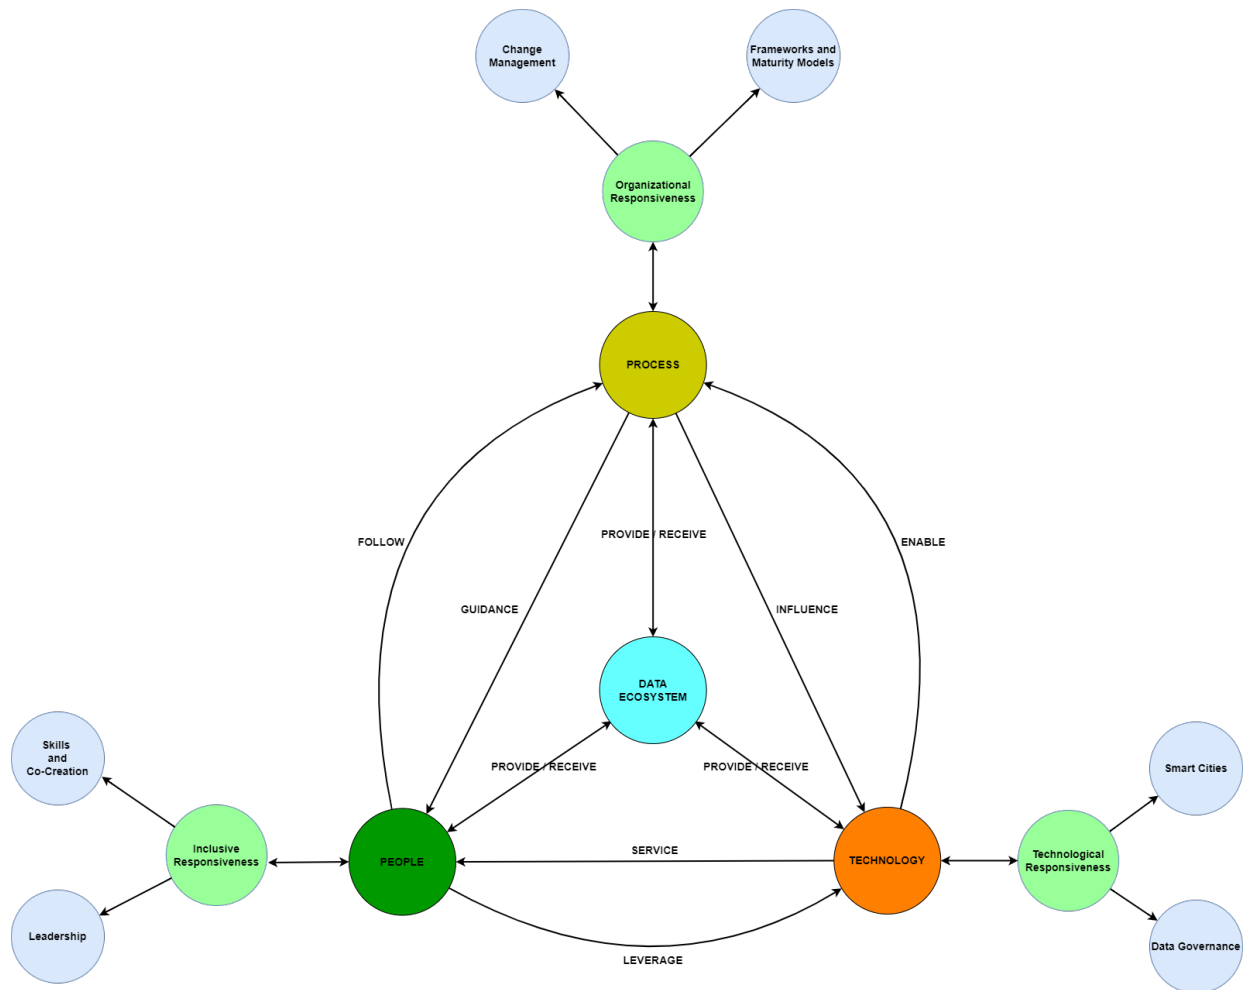 Change
Management
Frameworks and
Maturity Models
Organizational
Responsiveness
PROCESS
PROVIDE / RECEIVE
FOLLOW
ENABLE
GUIDANCE
INFLUENCE
DATA
ECOSYSTEM
Skills
and
Co-Creation
PROVIDE / RECEIVE
PROVIDE / RECEIVE
Smart Cities
Inclusive
Responsiveness
PEOPLE
SERVICE
TECHNOLOGY
Technological
Responsiveness
Leadership
LEVERAGE
Data Governance